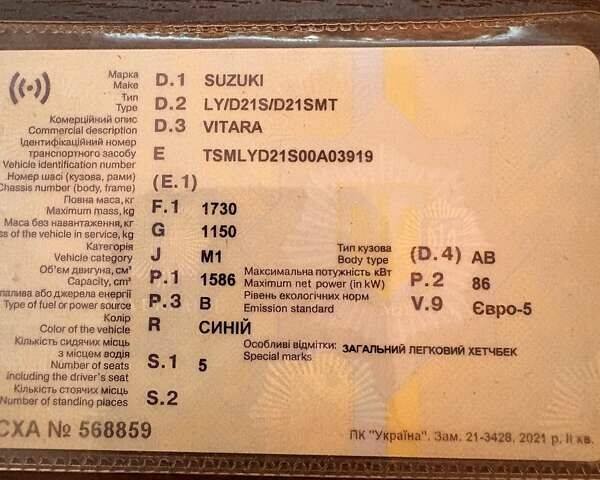 Марка D.1 SUZUKI
Make
Тип D.2 LY/D21S/D21SMT
Type
Комерційний опис D.3 VITARA
Commercial description
Ідентифікаційний номер
транспортного засобу E TSMLYD21S00A03919
Vehicle identification number
Номер шасі (кузова, рами) (E.1)
Chassis number (body, frame)
Повна маса, кг F.1 1730
Maximum mass, kg
Маса без навантаження, кг G 1150
ss of the vehicle in service, kg
Категорія J M1 Тип кузова (D.4) AB
Vehicle category Body type
Об'єм двигуна, см³ P.1 1586 Максимальна потужність кВт P.2 86
Capacity, cm³ Maximum net power (in kW)
палива або джерела енергії P.3 B Рівень екологічних норм V.9 Євро-5
Type of fuel or power source Emission standard
Колір R СИНІЙ
Color of the vehicle
Кількість сидячих місць Особливі відмітки: ЗАГАЛЬНИЙ ЛЕГКОВИЙ ХЕТЧБЕК
з місцем водія S.1 5 Special marks
Number of seats
including the driver's seat
Кількість стоячих місць S.2
Number of standing places
СХА № 568859
ПК "Україна". Зам. 21-3428. 2021 р. II кв.